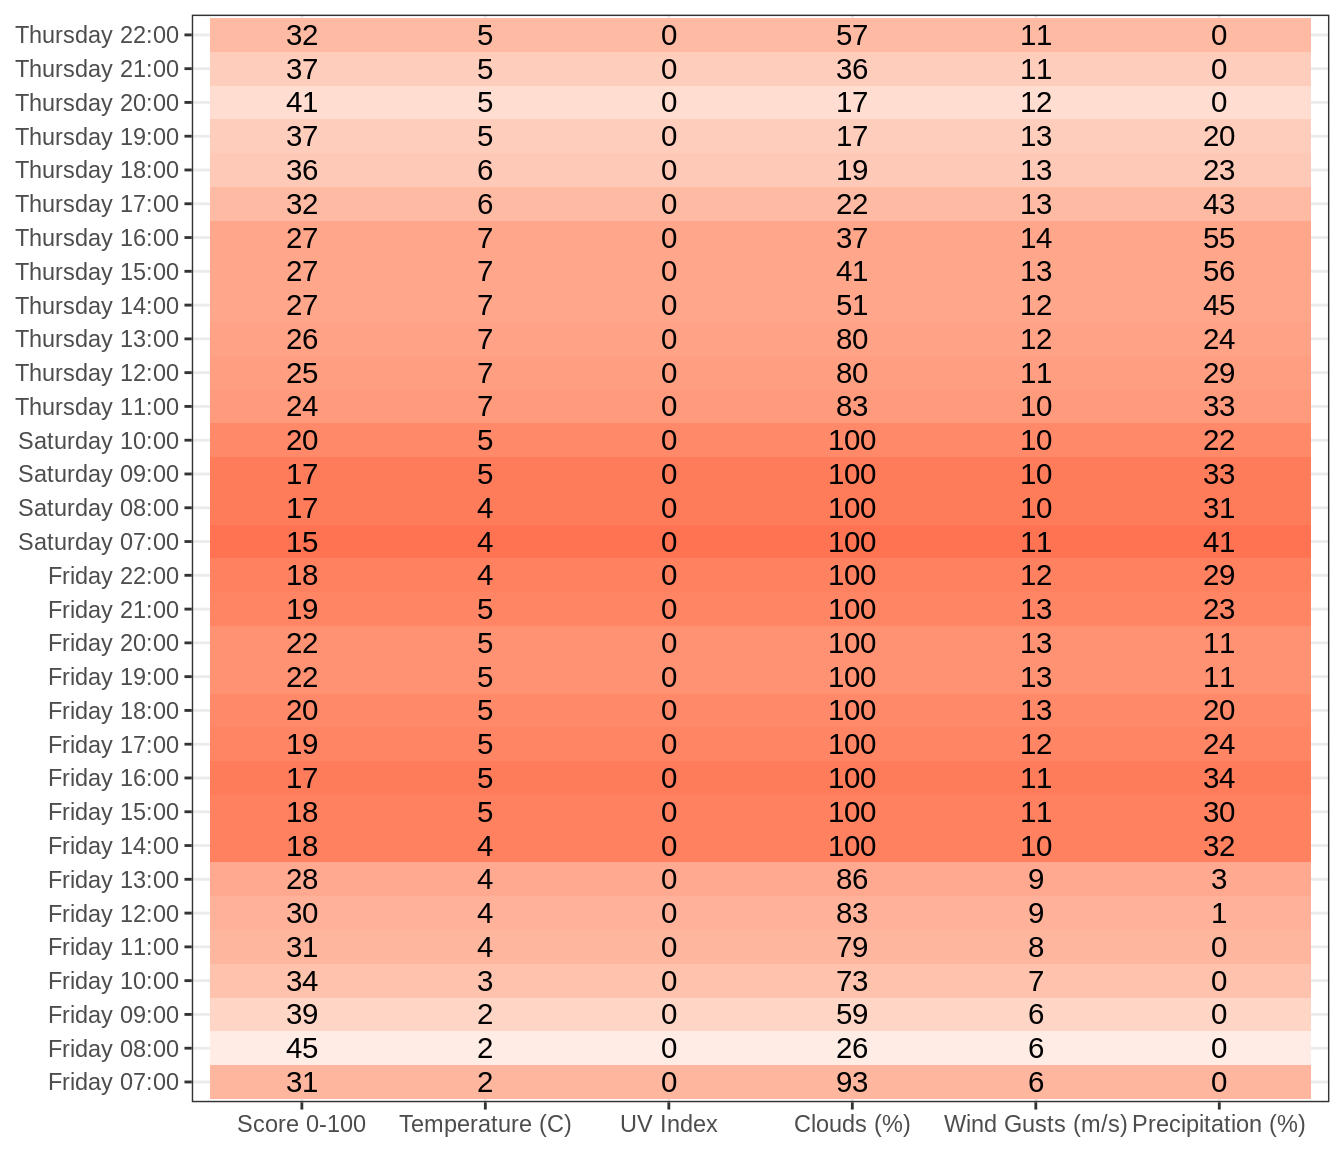 Thursday 22:00 32 5 0 57 11 0
Thursday 21:00 37 5 0 36 11 0
Thursday 20:00 41 5 0 17 12 0
Thursday 19:00 37 5 0 17 13 20
Thursday 18:00 36 6 0 19 13 23
Thursday 17:00 32 6 0 22 13 43
Thursday 16:00 27 7 0 37 14 55
Thursday 15:00 27 7 0 41 13 56
Thursday 14:00 27 7 0 51 12 45
Thursday 13:00 26 7 0 80 12 24
Thursday 12:00 25 7 0 80 11 29
Thursday 11:00 24 7 0 83 10 33
Saturday 10:00 20 5 0 100 10 22
Saturday 09:00 17 5 0 100 10 33
Saturday 08:00 17 4 0 100 10 31
Saturday 07:00 15 4 0 100 11 41
Friday 22:00 18 4 0 100 12 29
Friday 21:00 19 5 0 100 13 23
Friday 20:00 22 5 0 100 13 11
Friday 19:00 22 5 0 100 13 11
Friday 18:00 20 5 0 100 13 20
Friday 17:00 19 5 0 100 12 24
Friday 16:00 17 5 0 100 11 34
Friday 15:00 18 5 0 100 11 30
Friday 14:00 18 4 0 100 10 32
Friday 13:00 28 4 0 86 9 3
Friday 12:00 30 4 0 83 9 1
Friday 11:00 31 4 0 79 8 0
Friday 10:00 34 3 0 73 7 0
Friday 09:00 39 2 0 59 6 0
Friday 08:00 45 2 0 26 6 0
Friday 07:00 31 2 0 93 6 0
Score 0-100 Temperature (C) UV Index Clouds (%) Wind Gusts (m/s) Precipitation (%)